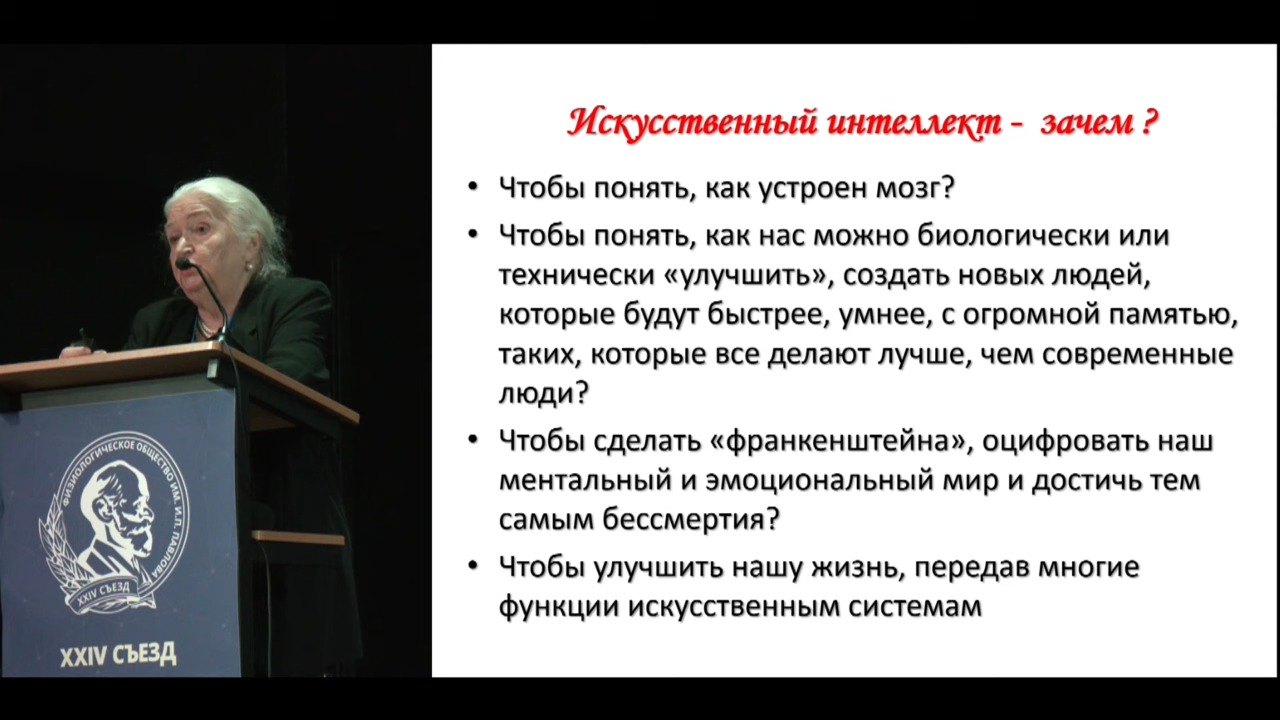 Искусственный интеллект - зачем ?
• Чтобы понять, как устроен мозг?
• Чтобы понять, как нас можно биологически или
технически «улучшить», создать новых людей,
которые будут быстрее, умнее, с огромной памятью,
таких, которые все делают лучше, чем современные
люди?
• Чтобы сделать «франкенштейна», оцифровать наш
ментальный и эмоциональный мир и достичь тем
самым бессмертия?
• Чтобы улучшить нашу жизнь, передав многие
функции искусственным системам
ФИЗИОЛОГИЧЕСКОЕ ОБЩЕСТВО ИМ. И.П. ПАВЛОВА
XXIV СЪЕЗД
XXIV СЪЕЗД